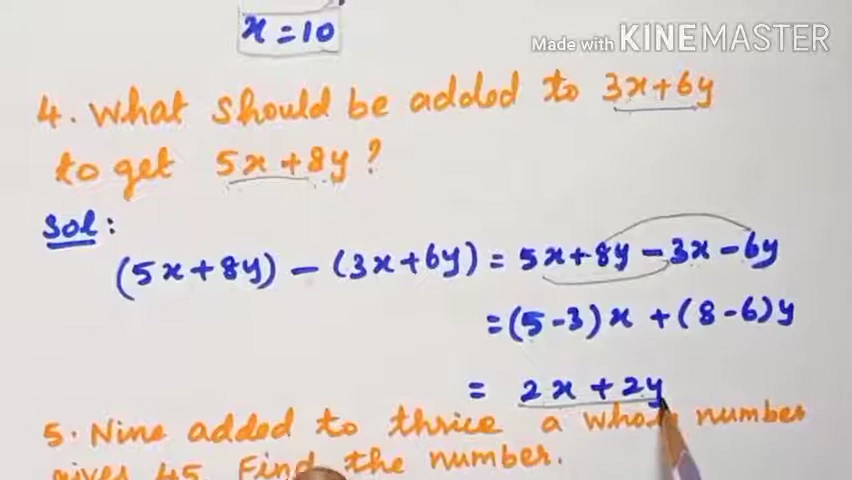 x = 10
Made with KINEMASTER
4. What should be added to 3x+6y
to get 5x+8y?
Sol:
(5x+8y) - (3x+6y) = 5x+8y-3x-6y
=(5-3)x + (8-6)y
= 2x+2y
5. Nine added to thrice a whole number
gives 45. Find the number.